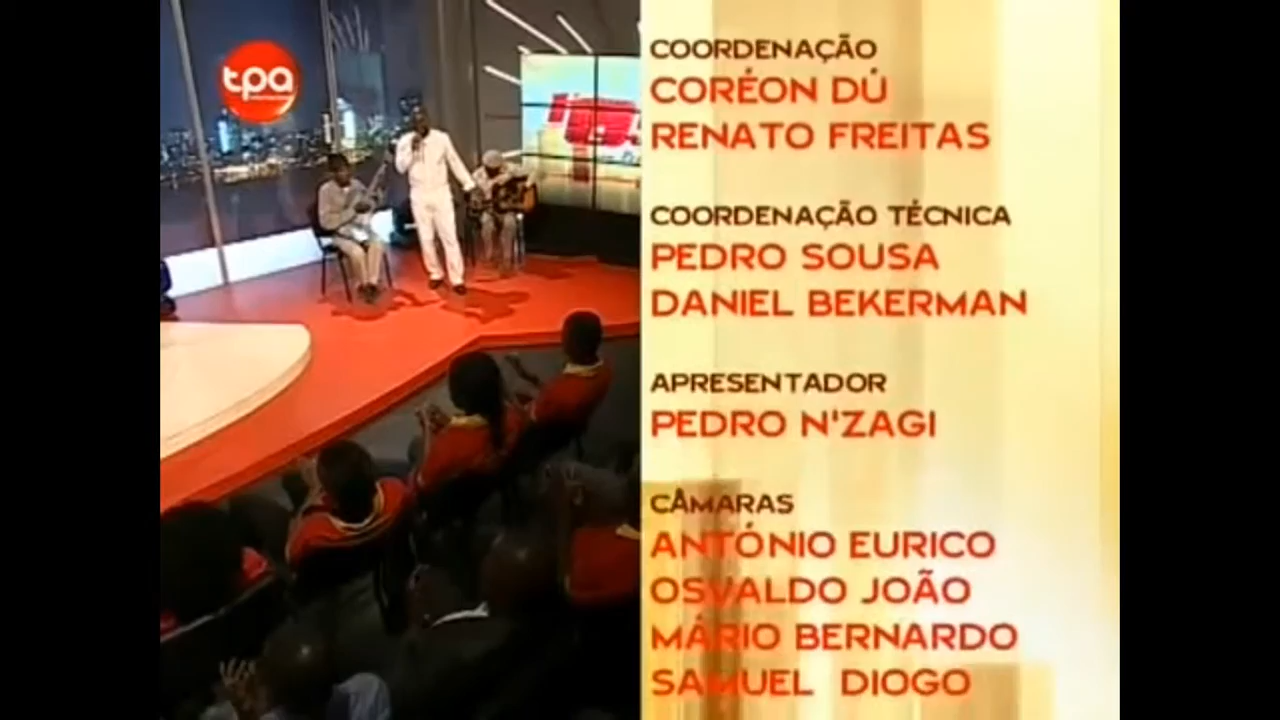 tpa
COORDENAÇÃO
CORÉON DÚ
RENATO FREITAS
COORDENAÇÃO TÉCNICA
PEDRO SOUSA
DANIEL BEKERMAN
APRESENTADOR
PEDRO N'ZAGI
CÂMARAS
ANTÓNIO EURICO
OSVALDO JOÃO
MÁRIO BERNARDO
SAMUEL DIOGO